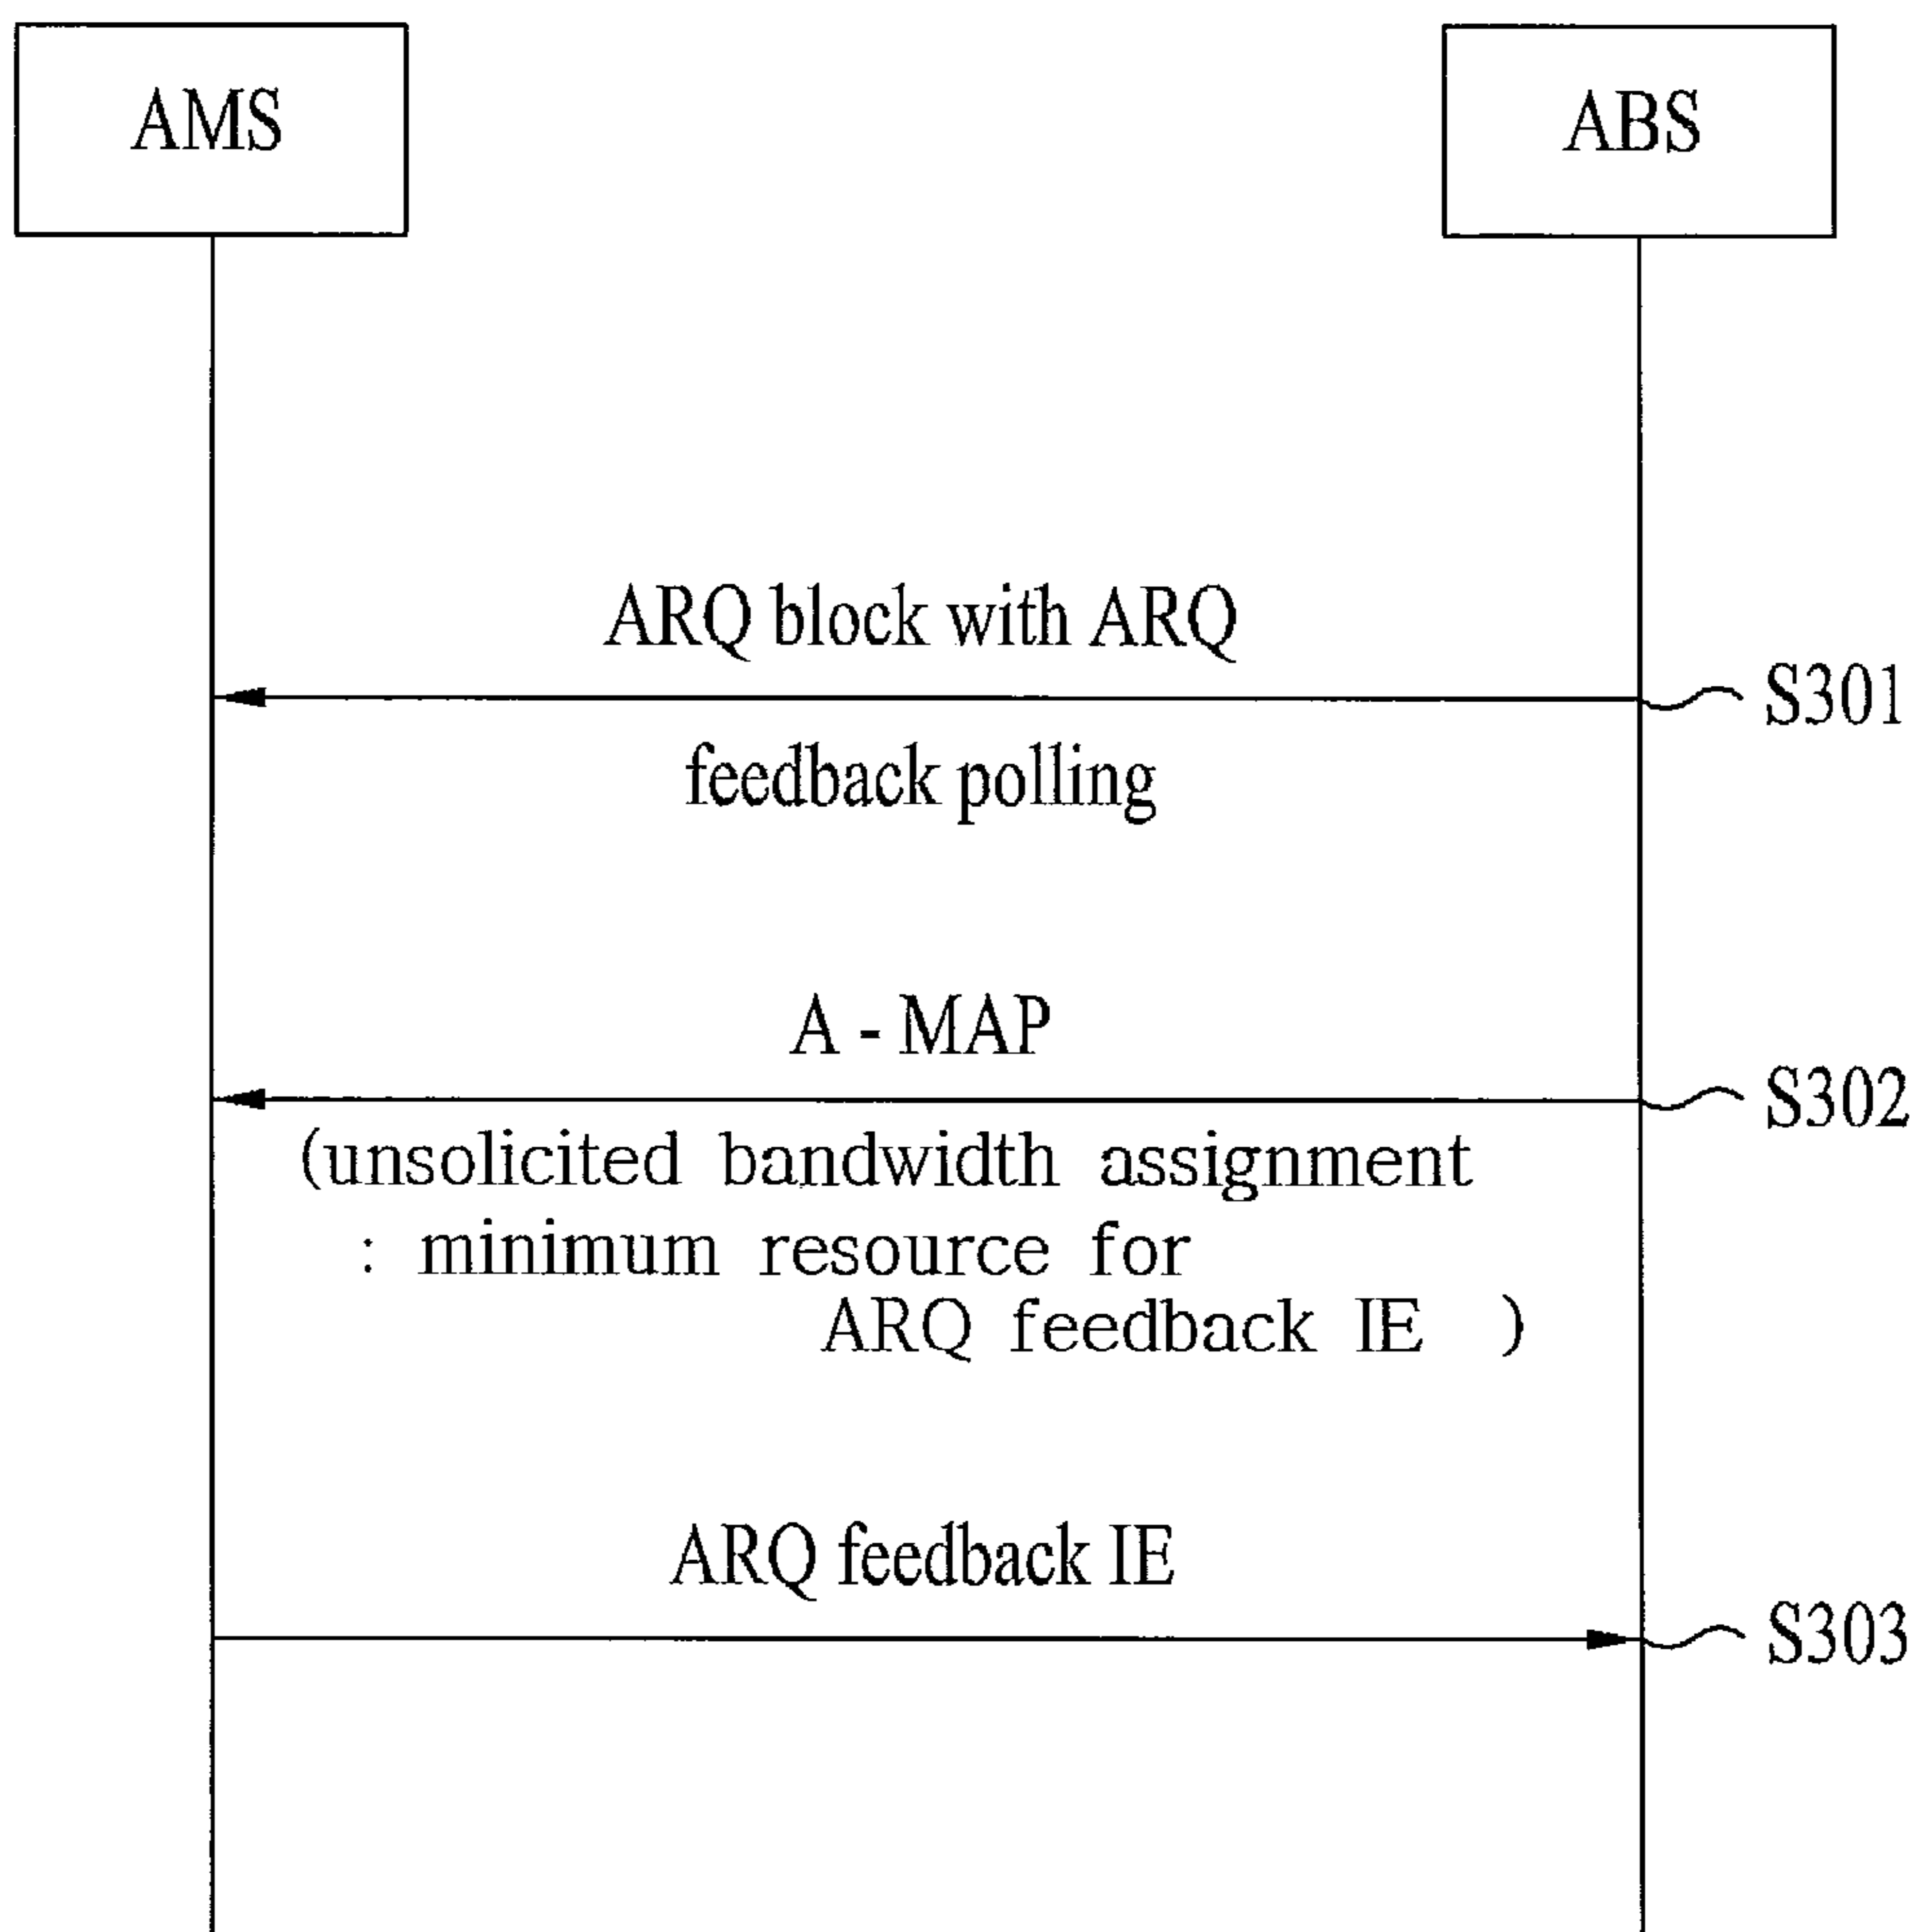 AMS
ABS
ARQ block with ARQ
S301
feedback polling
A - MAP
S302
(unsolicited bandwidth assignment
: minimum resource for
ARQ feedback IE )
ARQ feedback IE
S303